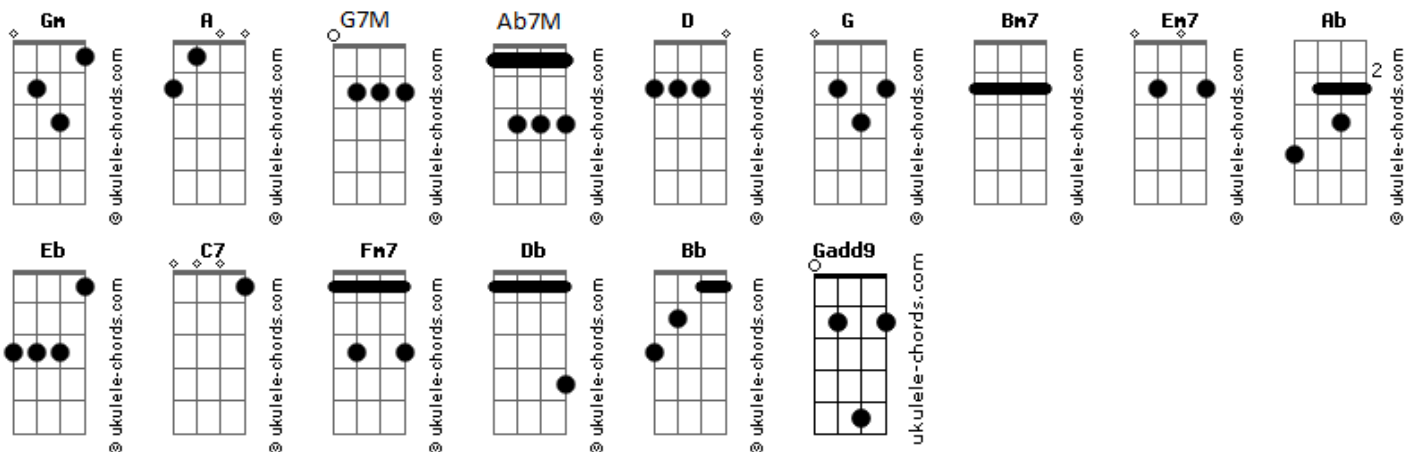 Gm A G7M Ab7M D G Bm7 Em7 Ab
2
© ukulele-chords.com © ukulele-chords.com © ukulele-chords.com © ukulele-chords.com © ukulele-chords.com © ukulele-chords.com © ukulele-chords.com © ukulele-chords.com © ukulele-chords.com
Eb C7 Fm7 Db Bb Gadd9
© ukulele-chords.com © ukulele-chords.com © ukulele-chords.com © ukulele-chords.com © ukulele-chords.com ukulele-chords.com